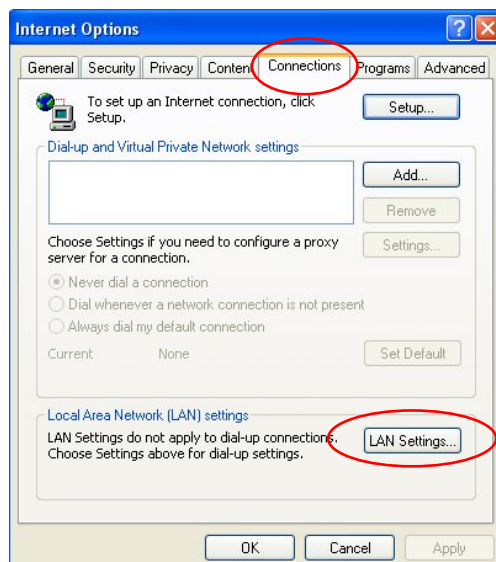 Internet Options
General Security Privacy Content Connections Programs Advanced
To set up an Internet connection, click
Setup.
Setup...
Dial-up and Virtual Private Network settings
Add...
Remove
Choose Settings if you need to configure a proxy
server for a connection.
Settings...
Never dial a connection
Dial whenever a network connection is not present
Always dial my default connection
Current None
Set Default
Local Area Network (LAN) settings
LAN Settings do not apply to dial-up connections.
Choose Settings above for dial-up settings.
LAN Settings...
OK Cancel Apply